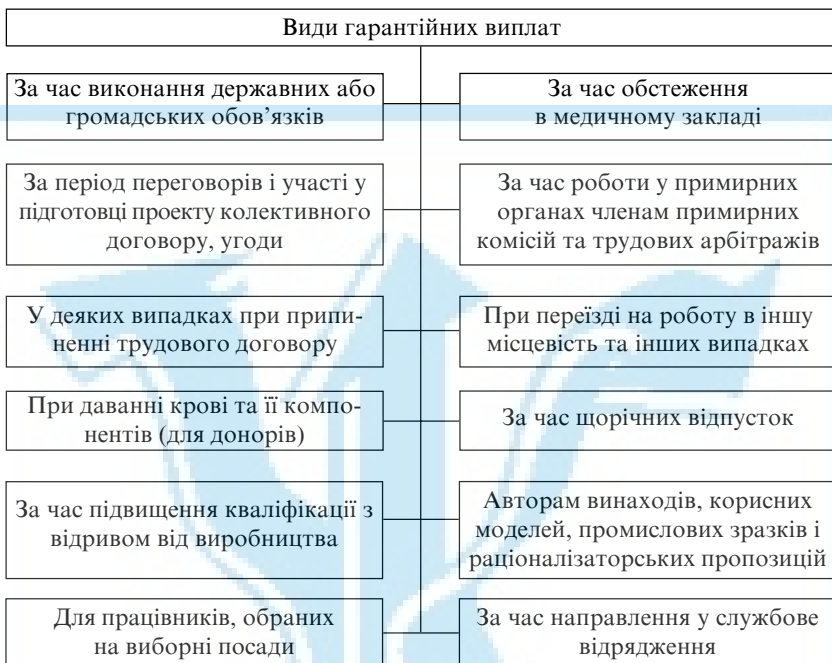 Види гарантійних виплат
За час виконання державних або
громадських обов’язків
За час обстеження
в медичному закладі
За період переговорів і участі у
підготовці проекту колективного
договору, угоди
За час роботи у примирних
органах членам примирних
комісій та трудових арбітражів
У деяких випадках при припи-
ненні трудового договору
При переїзді на роботу в іншу
місцевість та інших випадках
При даванні крові та її компо-
нентів (для донорів)
За час щорічних відпусток
За час підвищення кваліфікації з
відривом від виробництва
Авторам винаходів, корисних
моделей, промислових зразків і
раціоналізаторських пропозицій
Для працівників, обраних
на виборні посади
За час направлення у службове
відрядження